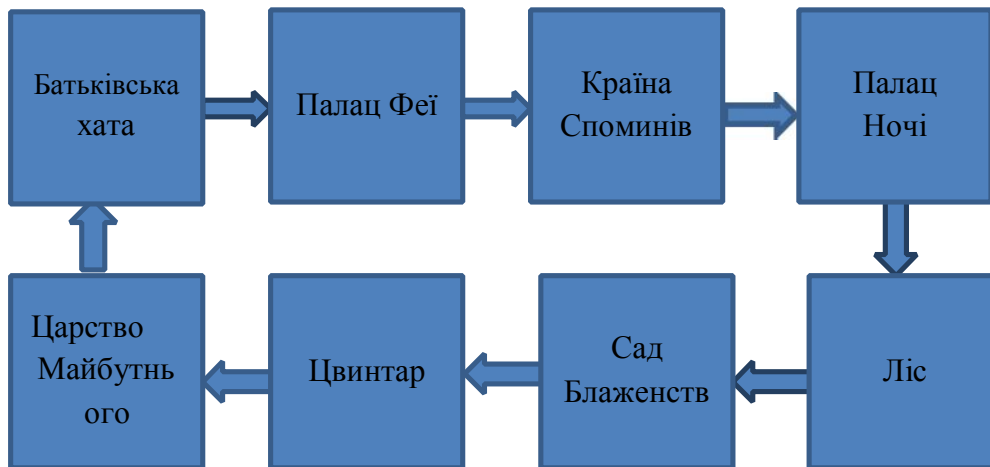 Батьківська
хата
Палац Феї
Країна
Споминів
Палац
Ночі
Царство
Майбутнь
ого
Цвинтар
Сад
Блаженств
Ліс